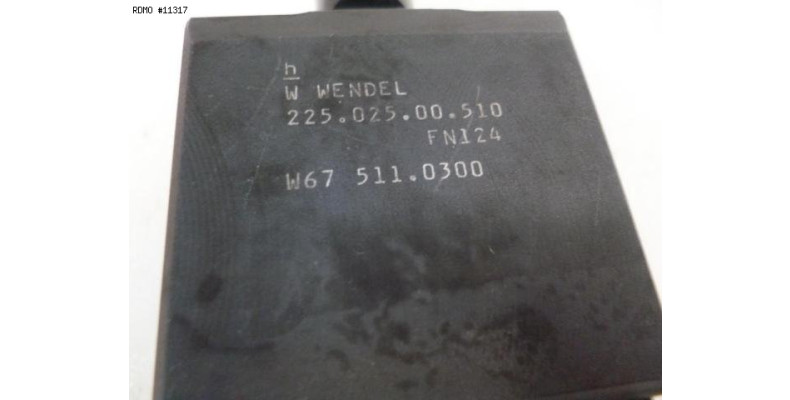 RDMO #11317
h
W WENDEL
225.025.00.510
FN124
W67 511.0300